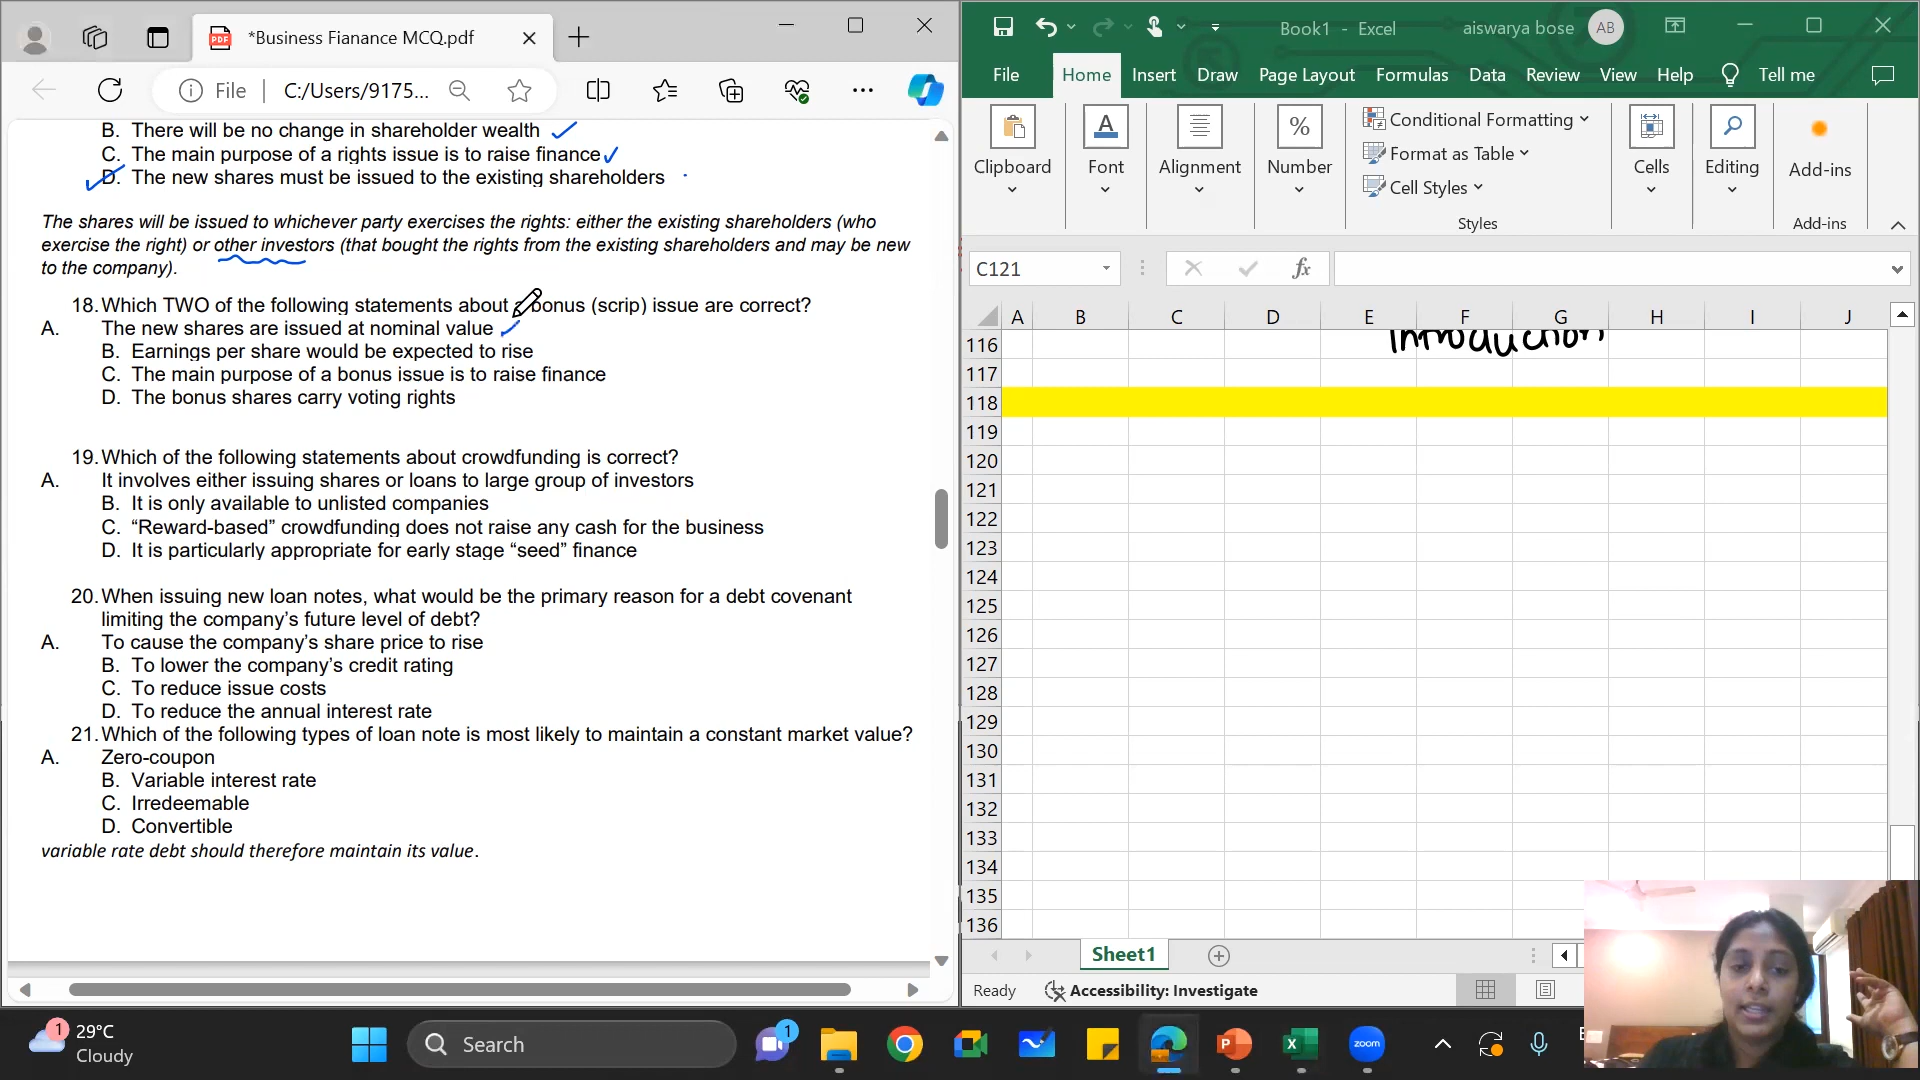 *Business Fianance MCQ.pdf
File
C:/Users/9175...
B. There will be no change in shareholder wealth
C. The main purpose of a rights issue is to raise finance
D. The new shares must be issued to the existing shareholders
The shares will be issued to whichever party exercises the rights: either the existing shareholders (who
exercise the right) or other investors (that bought the rights from the existing shareholders and may be new
to the company).
18. Which TWO of the following statements about a bonus (scrip) issue are correct?
A. The new shares are issued at nominal value
B. Earnings per share would be expected to rise
C. The main purpose of a bonus issue is to raise finance
D. The bonus shares carry voting rights
19. Which of the following statements about crowdfunding is correct?
A. It involves either issuing shares or loans to large group of investors
B. It is only available to unlisted companies
C. “Reward-based” crowdfunding does not raise any cash for the business
D. It is particularly appropriate for early stage “seed” finance
20. When issuing new loan notes, what would be the primary reason for a debt covenant
limiting the company’s future level of debt?
A. To cause the company’s share price to rise
B. To lower the company’s credit rating
C. To reduce issue costs
D. To reduce the annual interest rate
21. Which of the following types of loan note is most likely to maintain a constant market value?
A. Zero-coupon
B. Variable interest rate
C. Irredeemable
D. Convertible
variable rate debt should therefore maintain its value.
Book1 - Excel
aiswarya bose
AB
File Home Insert Draw Page Layout Formulas Data Review View Help Tell me
Clipboard
Font
Alignment
Number
Conditional Formatting
Format as Table
Cell Styles
Styles
Cells
Editing
Add-ins
Add-ins
C121
fx
A B C D E F G H I J
Introduction
116
117
118
119
120
121
122
123
124
125
126
127
128
129
130
131
132
133
134
135
136
Sheet1
Ready
Accessibility: Investigate
1
29°C
Cloudy
Search
1
zoom